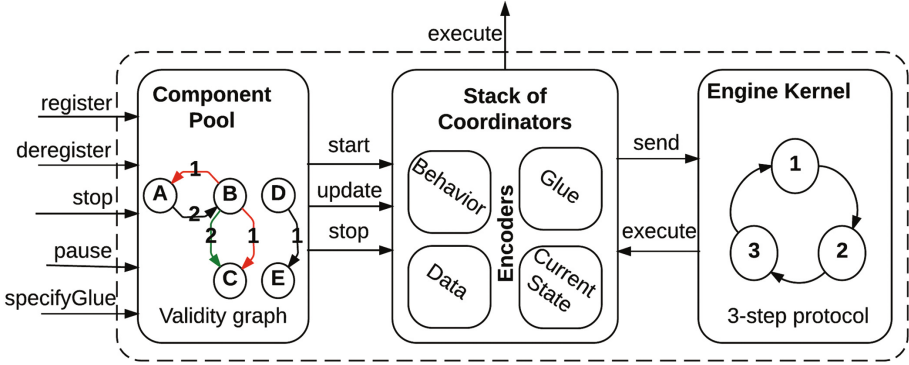 execute
register
deregister
stop
pause
specifyGlue
Component
Pool
1
A
B
D
2
2
1
1
C
E
Validity graph
start
update
stop
Stack of
Coordinators
Behavior
Glue
Encoders
Data
Current
State
send
execute
Engine Kernel
1
3
2
3-step protocol